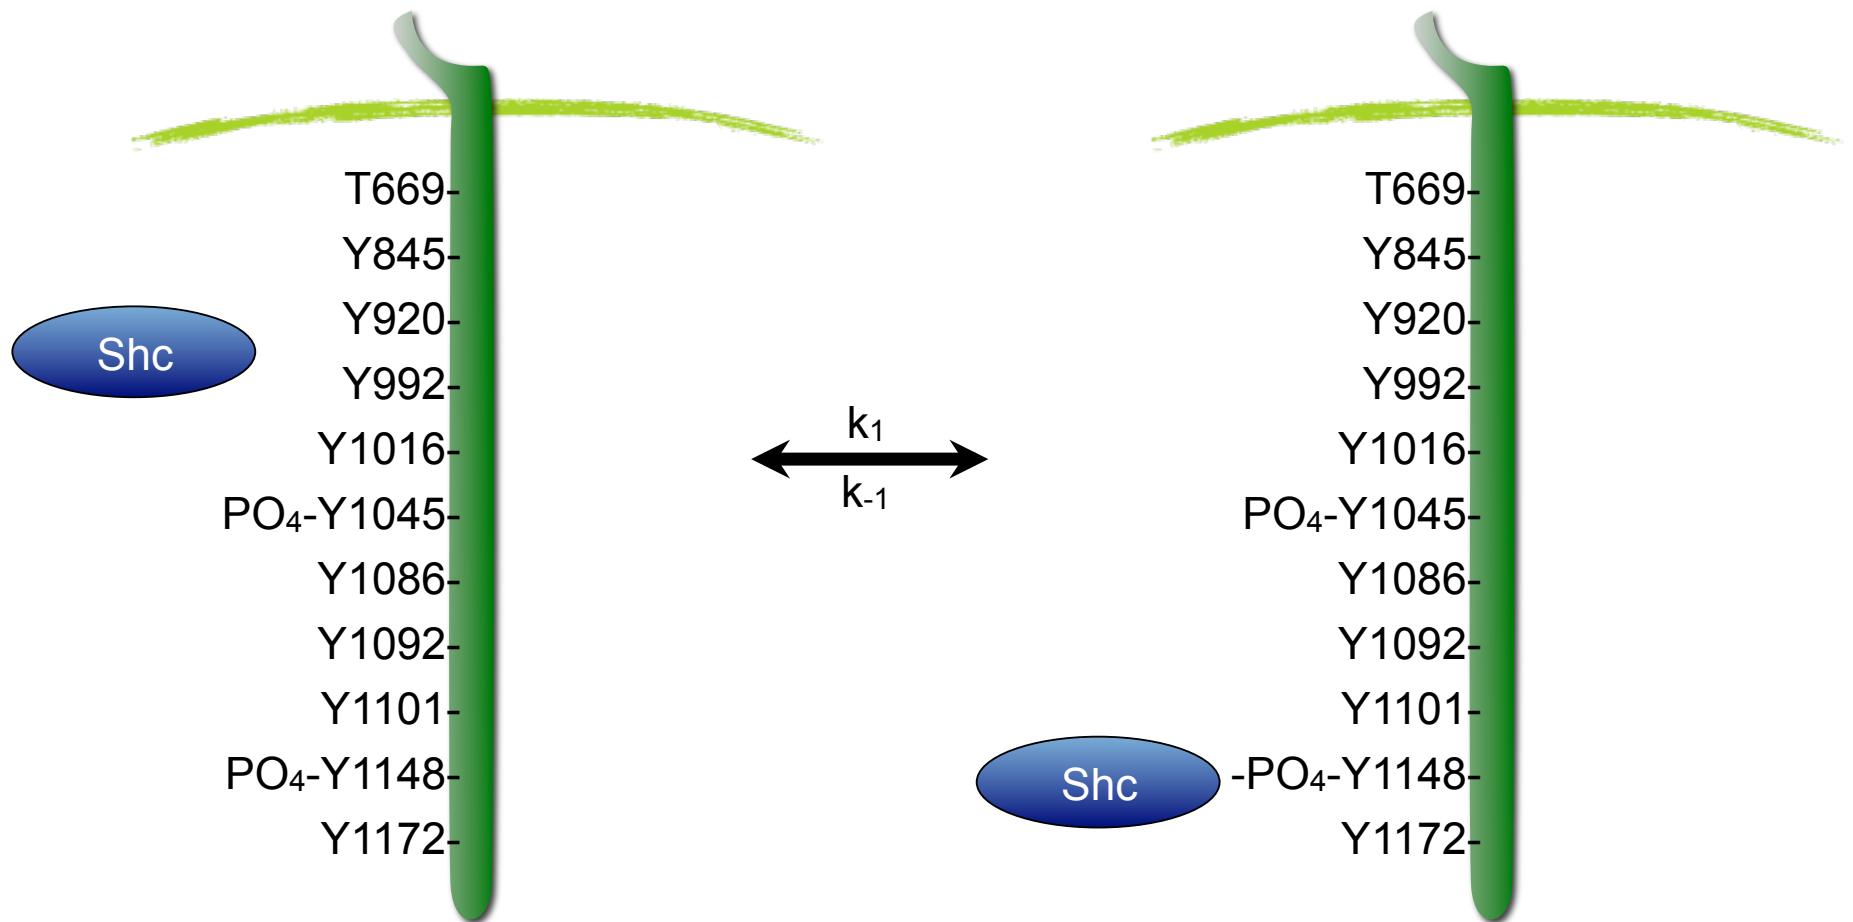 T669-
Y845-
Y920-
Shc
Y992-
Y1016-
PO₄-Y1045-
Y1086-
Y1092-
Y1101-
PO₄-Y1148-
Y1172-
k₁
k₋₁
T669-
Y845-
Y920-
Y992-
Y1016-
PO₄-Y1045-
Y1086-
Y1092-
Y1101-
Shc -PO₄-Y1148-
Y1172-